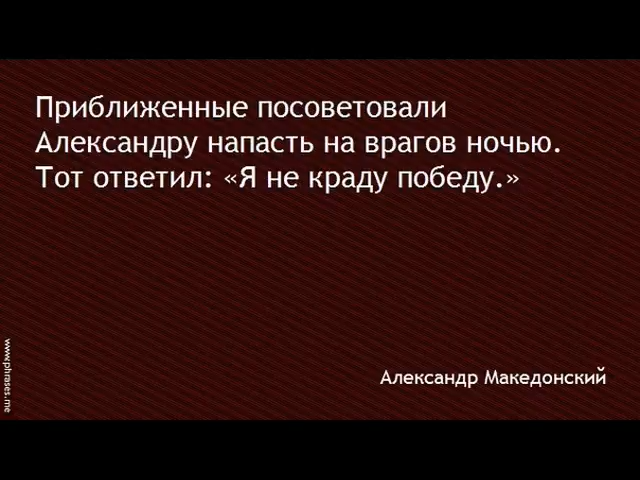 Приближенные посоветовали
Александру напасть на врагов ночью.
Тот ответил: «Я не краду победу.»
Александр Македонский
www.phrases.me